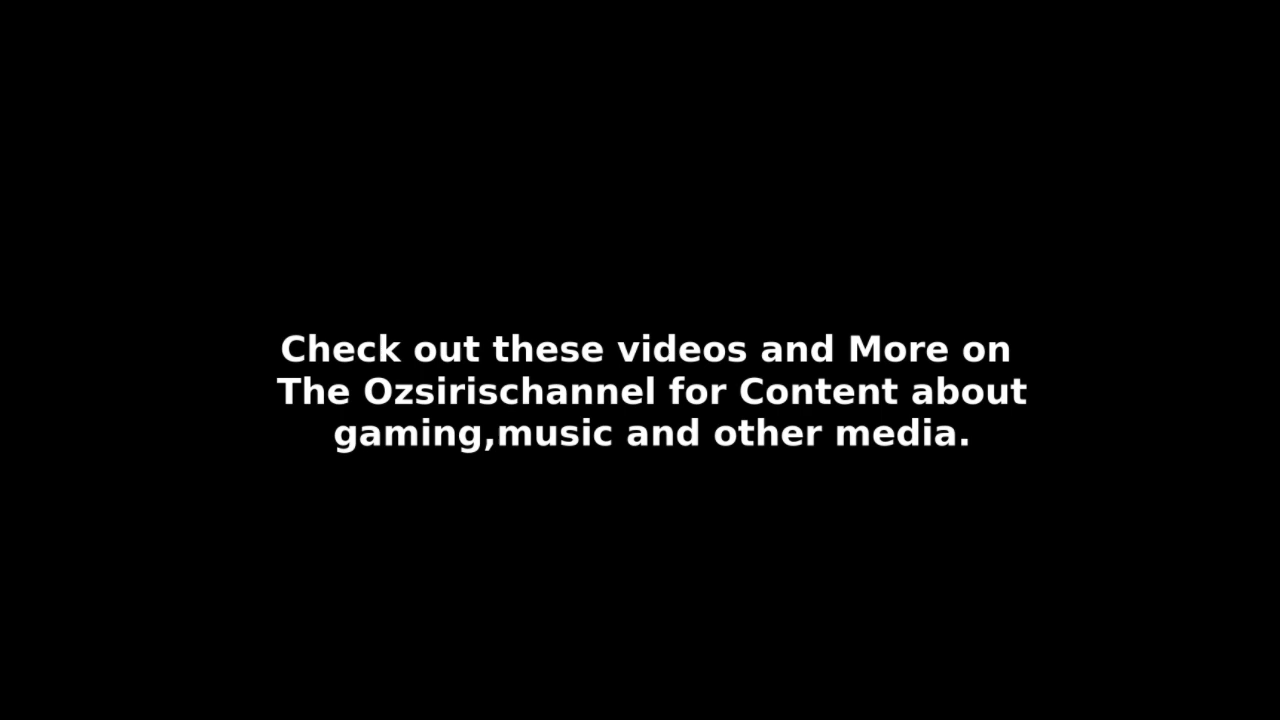 Check out these videos and More on
The Ozsirischannel for Content about
gaming,music and other media.